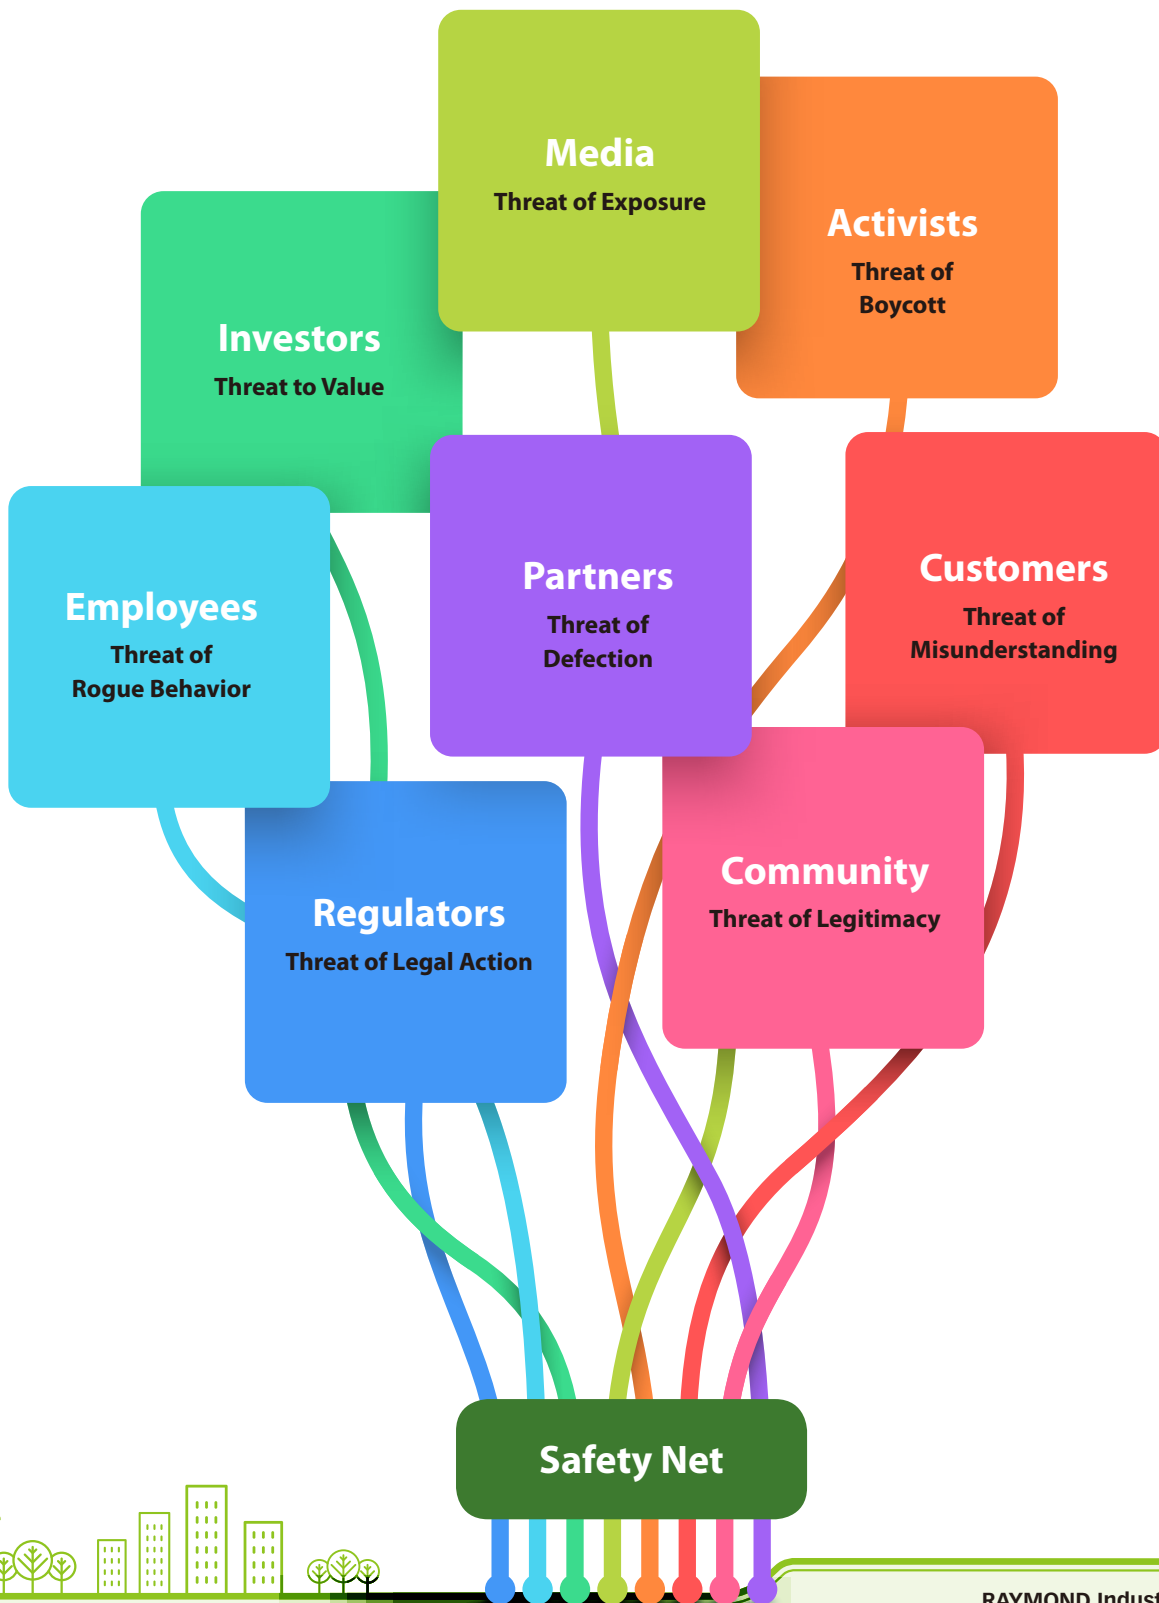 Media
Threat of Exposure
Activists
Threat of
Boycott
Investors
Threat to Value
Partners
Threat of
Defection
Customers
Threat of
Misunderstanding
Employees
Threat of
Rogue Behavior
Community
Threat of Legitimacy
Regulators
Threat of Legal Action
Safety Net
RAYMOND